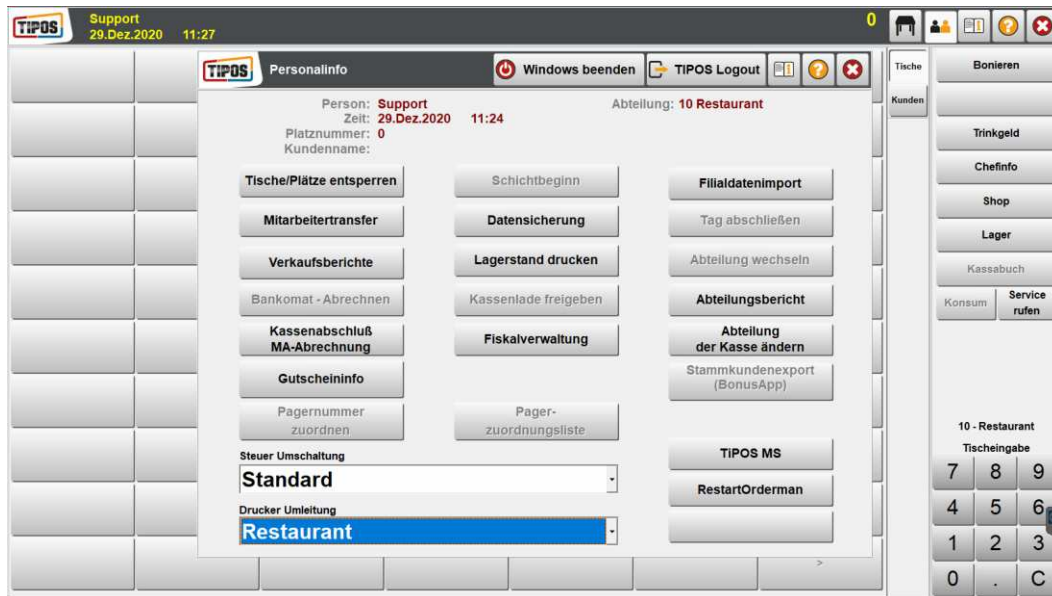 TiPOS
Support
29.Dez.2020 11:27
0
TiPOS Personalinfo
Windows beenden
TIPOS Logout
Person: Support
Abteilung: 10 Restaurant
Zeit: 29.Dez.2020 11:24
Platznummer: 0
Kundenname:
Tische/Plätze entsperren
Schichtbeginn
Filialdatenimport
Mitarbeitertransfer
Datensicherung
Tag abschließen
Verkaufsberichte
Lagerstand drucken
Abteilung wechseln
Bankomat - Abrechnen
Kassenlade freigeben
Abteilungsbericht
Kassenabschluß
MA-Abrechnung
Fiskalverwaltung
Abteilung
der Kasse ändern
Gutscheininfo
Stammkundenexport
(BonusApp)
Pagernummer
zuordnen
Pager-
zuordnungsliste
Steuer Umschaltung
Standard
TiPOS MS
RestartOrderman
Drucker Umleitung
Restaurant
>
Tische
Kunden
Bonieren
Trinkgeld
Chefinfo
Shop
Lager
Kassabuch
Konsum
Service
rufen
10 - Restaurant
Tischeingabe
7 8 9
4 5 6
1 2 3
0 . C